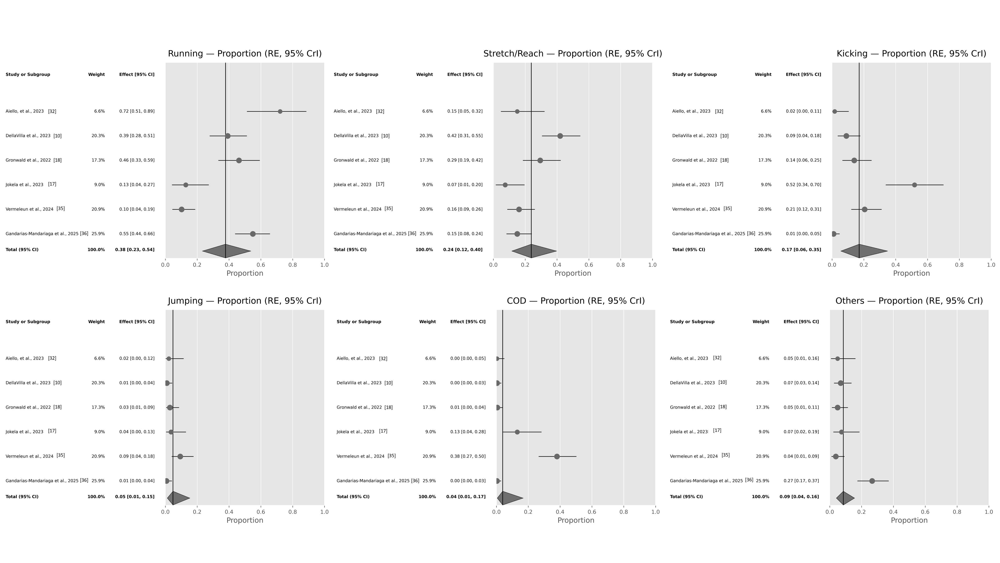 Running — Proportion (RE, 95% CrI)
Study or Subgroup Weight Effect [95% CI]
Aiello, et al., 2023 [32] 6.6% 0.72 [0.51, 0.89]
DellaVilla et al., 2023 [10] 20.3% 0.39 [0.28, 0.51]
Gronwald et al., 2022 [18] 17.3% 0.46 [0.33, 0.59]
Jokela et al., 2023 [17] 9.0% 0.13 [0.04, 0.27]
Vermeleun et al., 2024 [35] 20.9% 0.10 [0.04, 0.19]
Gandarias-Mandariaga et al., 2025 [36] 25.9% 0.55 [0.44, 0.66]
Total (95% CI) 100.0% 0.38 [0.23, 0.54]
0.0 0.2 0.4 0.6 0.8 1.0
Proportion
Stretch/Reach — Proportion (RE, 95% CrI)
Study or Subgroup Weight Effect [95% CI]
Aiello, et al., 2023 [32] 6.6% 0.15 [0.05, 0.32]
DellaVilla et al., 2023 [10] 20.3% 0.42 [0.31, 0.55]
Gronwald et al., 2022 [18] 17.3% 0.29 [0.19, 0.42]
Jokela et al., 2023 [17] 9.0% 0.07 [0.01, 0.20]
Vermeleun et al., 2024 [35] 20.9% 0.16 [0.09, 0.26]
Gandarias-Mandariaga et al., 2025 [36] 25.9% 0.15 [0.08, 0.24]
Total (95% CI) 100.0% 0.24 [0.12, 0.40]
0.0 0.2 0.4 0.6 0.8 1.0
Proportion
Kicking — Proportion (RE, 95% CrI)
Study or Subgroup Weight Effect [95% CI]
Aiello, et al., 2023 [32] 6.6% 0.02 [0.00, 0.11]
DellaVilla et al., 2023 [10] 20.3% 0.09 [0.04, 0.18]
Gronwald et al., 2022 [18] 17.3% 0.14 [0.06, 0.25]
Jokela et al., 2023 [17] 9.0% 0.52 [0.34, 0.70]
Vermeleun et al., 2024 [35] 20.9% 0.21 [0.12, 0.31]
Gandarias-Mandariaga et al., 2025 [36] 25.9% 0.01 [0.00, 0.05]
Total (95% CI) 100.0% 0.17 [0.06, 0.35]
0.0 0.2 0.4 0.6 0.8 1.0
Proportion
Jumping — Proportion (RE, 95% CrI)
Study or Subgroup Weight Effect [95% CI]
Aiello, et al., 2023 [32] 6.6% 0.02 [0.00, 0.12]
DellaVilla et al., 2023 [10] 20.3% 0.01 [0.00, 0.04]
Gronwald et al., 2022 [18] 17.3% 0.03 [0.01, 0.09]
Jokela et al., 2023 [17] 9.0% 0.04 [0.00, 0.13]
Vermeleun et al., 2024 [35] 20.9% 0.09 [0.04, 0.18]
Gandarias-Mandariaga et al., 2025 [36] 25.9% 0.01 [0.00, 0.04]
Total (95% CI) 100.0% 0.05 [0.01, 0.15]
0.0 0.2 0.4 0.6 0.8 1.0
Proportion
COD — Proportion (RE, 95% CrI)
Study or Subgroup Weight Effect [95% CI]
Aiello, et al., 2023 [32] 6.6% 0.00 [0.00, 0.05]
DellaVilla et al., 2023 [10] 20.3% 0.00 [0.00, 0.03]
Gronwald et al., 2022 [18] 17.3% 0.01 [0.00, 0.04]
Jokela et al., 2023 [17] 9.0% 0.13 [0.04, 0.28]
Vermeleun et al., 2024 [35] 20.9% 0.38 [0.27, 0.50]
Gandarias-Mandariaga et al., 2025 [36] 25.9% 0.00 [0.00, 0.03]
Total (95% CI) 100.0% 0.04 [0.01, 0.17]
0.0 0.2 0.4 0.6 0.8 1.0
Proportion
Others — Proportion (RE, 95% CrI)
Study or Subgroup Weight Effect [95% CI]
Aiello, et al., 2023 [32] 6.6% 0.05 [0.01, 0.16]
DellaVilla et al., 2023 [10] 20.3% 0.07 [0.03, 0.14]
Gronwald et al., 2022 [18] 17.3% 0.05 [0.01, 0.11]
Jokela et al., 2023 [17] 9.0% 0.07 [0.02, 0.19]
Vermeleun et al., 2024 [35] 20.9% 0.04 [0.01, 0.09]
Gandarias-Mandariaga et al., 2025 [36] 25.9% 0.27 [0.17, 0.37]
Total (95% CI) 100.0% 0.09 [0.04, 0.16]
0.0 0.2 0.4 0.6 0.8 1.0
Proportion